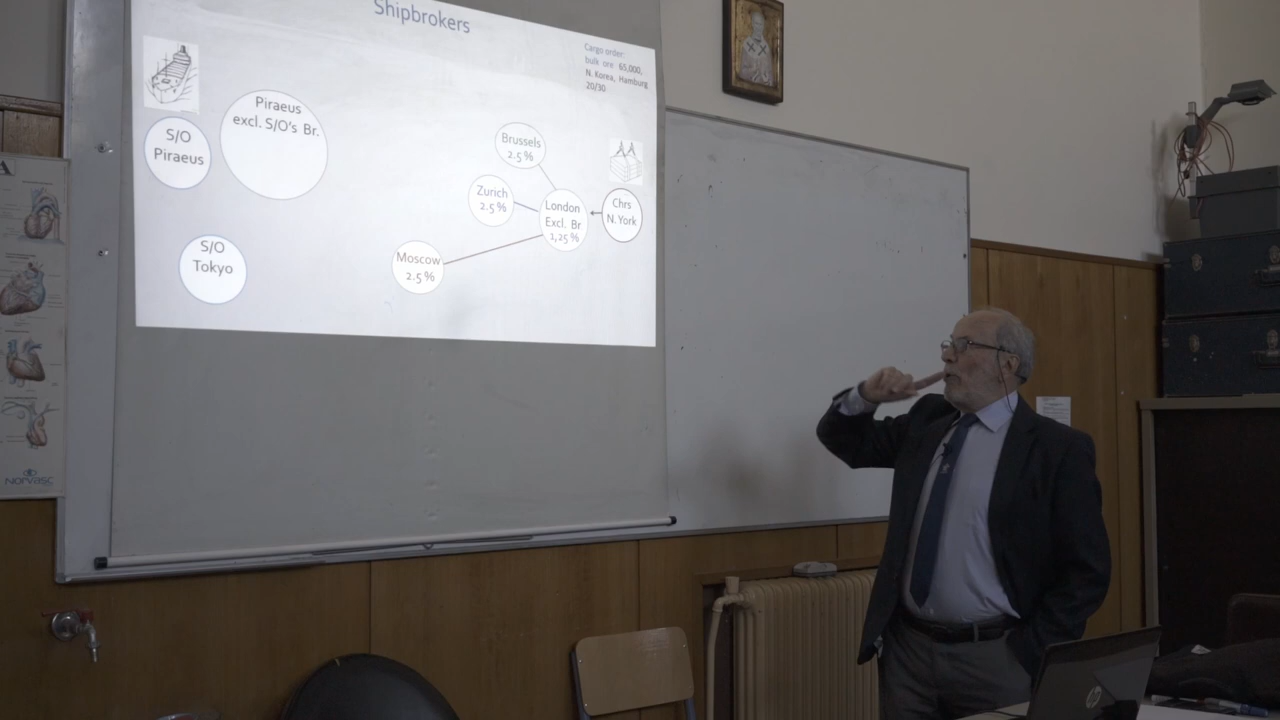 Shipbrokers
Cargo order:
bulk ore 65,000,
N. Korea, Hamburg
20/30
Piraeus
excl. S/O's Br.
S/O
Piraeus
Brussels
2.5 %
Zurich
2.5 %
London
Excl. Br
1,25 %
Chrs
N. York
S/O
Tokyo
Moscow
2.5 %
A
NORVASC
hp